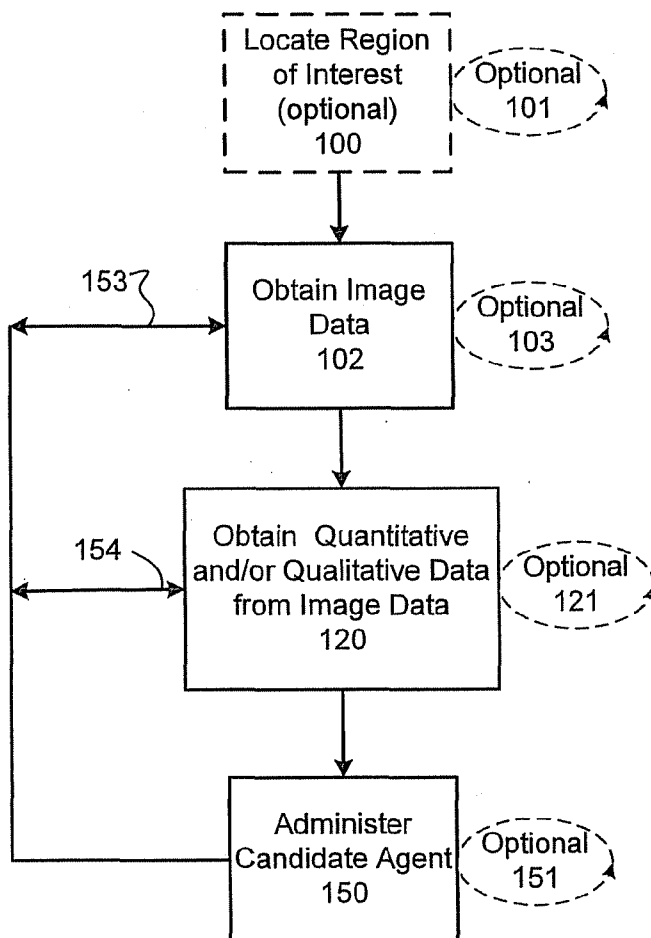 Locate Region
of Interest
(optional)
100
Optional
101
153
Obtain Image
Data
102
Optional
103
154
Obtain Quantitative
and/or Qualitative Data
from Image Data
120
Optional
121
Administer
Candidate Agent
150
Optional
151